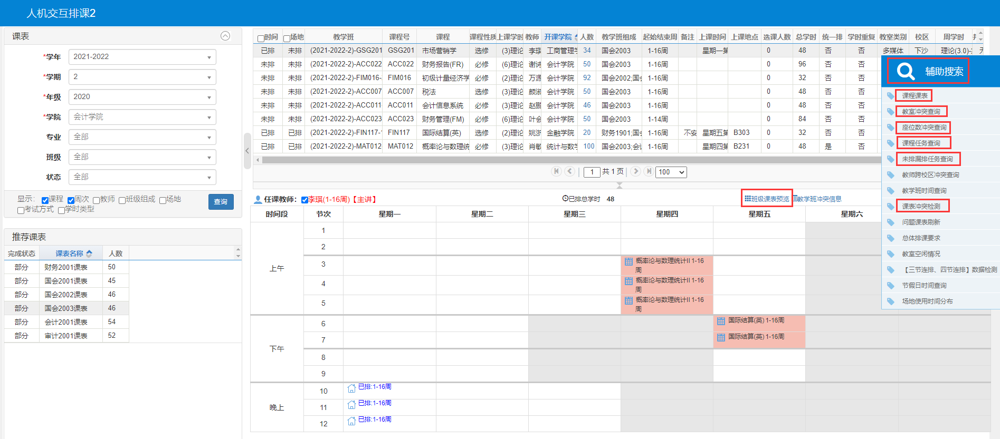 人机交互排课2
课表
*学年 2021-2022
*学期 2
*年级 2020
*学院 会计学院
专业 全部
班级 全部
状态 全部
显示: 课程 周次 教师 班级组成 场地
考试方式 学时类型
查询
推荐课表
完成状态 课表名称 人数
部分 财务2001课表 50
部分 国会2001课表 45
部分 国会2002课表 46
部分 国会2003课表 46
部分 会计2001课表 54
部分 审计2001课表 52
时间 场地 教学班 课程号 课程 课程性质 上课学时 教师 开课学院 人数 教学班组成 起始结束周 备注 上课时间 上课地点 选课人数 总学时 统一排 学时重复 教室类别 校区 周学时
已排 未排 (2021-2022-2)-GSG201 GSG201 市场营销学 选修 (3)理论 李琪 工商管理学 34 国会2003 1-16周 星期一第 0 48 否 否 多媒体 下沙 理论(3.0)-
未排 未排 (2021-2022-2)-ACC022 ACC022 财务报告(FR) 必修 (6)理论 谢诗 会计学院 50 国会2003 1-16周 0 96 否 否
未排 未排 (2021-2022-2)-FIM016- FIM016 初级计量经济学 必修 (2)理论 万源 会计学院 92 国会2002;国会 1-16周 0 32 否 否
未排 未排 (2021-2022-2)-ACC007 ACC007 税法 选修 (3)理论 颜淑 会计学院 50 国会2003 1-16周 0 48 否 否
未排 未排 (2021-2022-2)-ACC011 ACC011 会计信息系统 必修 (3)理论 赵鹏 会计学院 46 国会2003 1-16周 0 48 否 否
未排 未排 (2021-2022-2)-ACC023 ACC023 财务管理(FM) 必修 (6)理论 叶会 会计学院 50 国会2003 1-14周 0 84 否 否
已排 已排 (2021-2022-2)-FIN117- FIN117 国际结算(英) 选修 (2)理论 姚浙 金融学院 20 财务1901;国会 1-16周 不安 星期五第 B303 0 32 否 否
已排 已排 (2021-2022-2)-MAT012- MAT012 概率论与数理统 必修 (3)理论 肖敏 统计与数学 100 国会2003;会计 1-16周 星期四第 B231 0 48 是 否
1 共 1 页 100
任课教师: 李琪(1-16周)【主讲】 已排总学时 48 班级课表预览 教学班冲突信息
时间段 节次 星期一 星期二 星期三 星期四 星期五 星期六
上午
1
2
3 概率论与数理统计II 1-16
周
4 概率论与数理统计II 1-16
周
5 概率论与数理统计II 1-16
周
下午
6 国际结算(英) 1-16周
7 国际结算(英) 1-16周
8
9
晚上
10 已排:1-16周
11 已排:1-16周
12 已排:1-16周
辅助搜索
课程课表
教室冲突查询
座位数冲突查询
课程任务查询
未排漏排任务查询
教师跨校区冲突查询
教学班时间查询
课表冲突检测
问题课表刷新
总体排课要求
教室空闲情况
【三节连排、四节连排】数据检测
节假日时间查询
场地使用时间分布